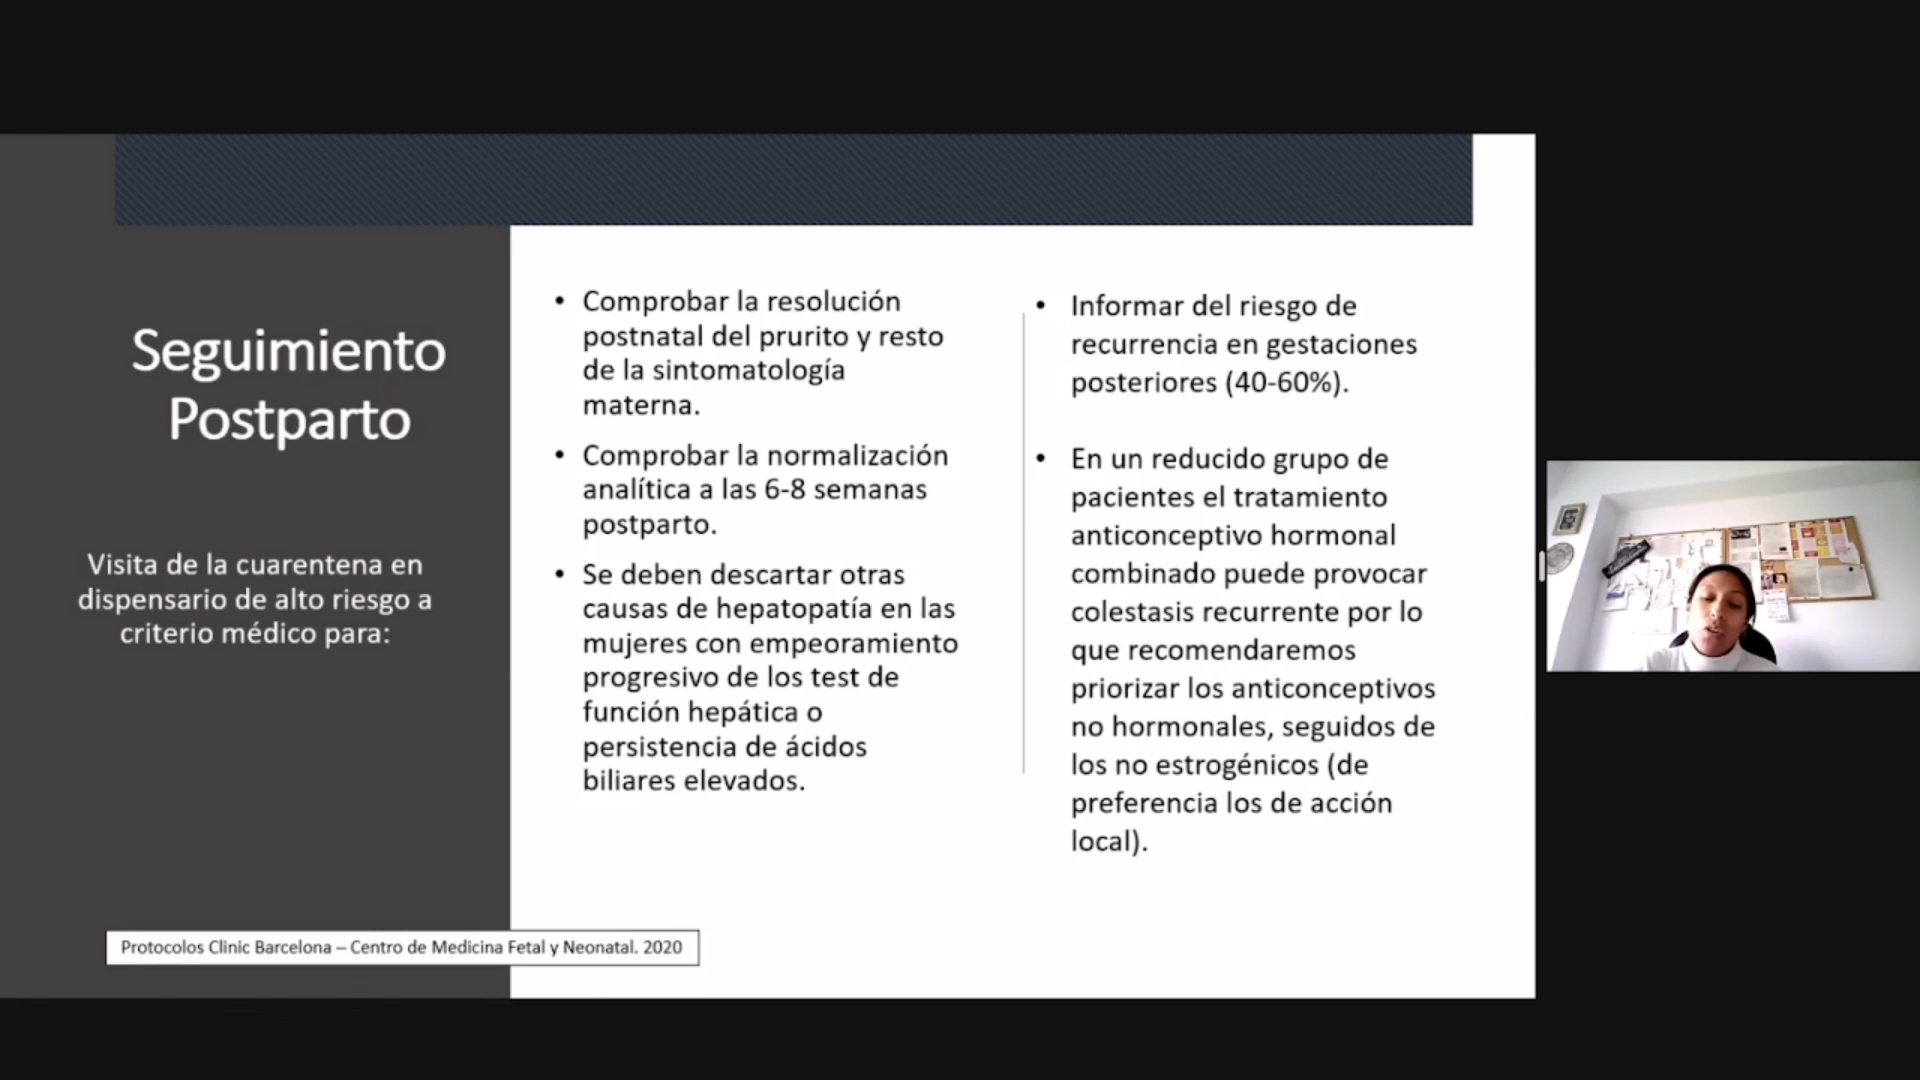 Seguimiento
Postparto
Visita de la cuarentena en
dispensario de alto riesgo a
criterio médico para:
• Comprobar la resolución
postnatal del prurito y resto
de la sintomatología
materna.
• Comprobar la normalización
analítica a las 6-8 semanas
postparto.
• Se deben descartar otras
causas de hepatopatía en las
mujeres con empeoramiento
progresivo de los test de
función hepática o
persistencia de ácidos
biliares elevados.
• Informar del riesgo de
recurrencia en gestaciones
posteriores (40-60%).
• En un reducido grupo de
pacientes el tratamiento
anticonceptivo hormonal
combinado puede provocar
colestasis recurrente por lo
que recomendaremos
priorizar los anticonceptivos
no hormonales, seguidos de
los no estrogénicos (de
preferencia los de acción
local).
Protocolos Clinic Barcelona – Centro de Medicina Fetal y Neonatal. 2020